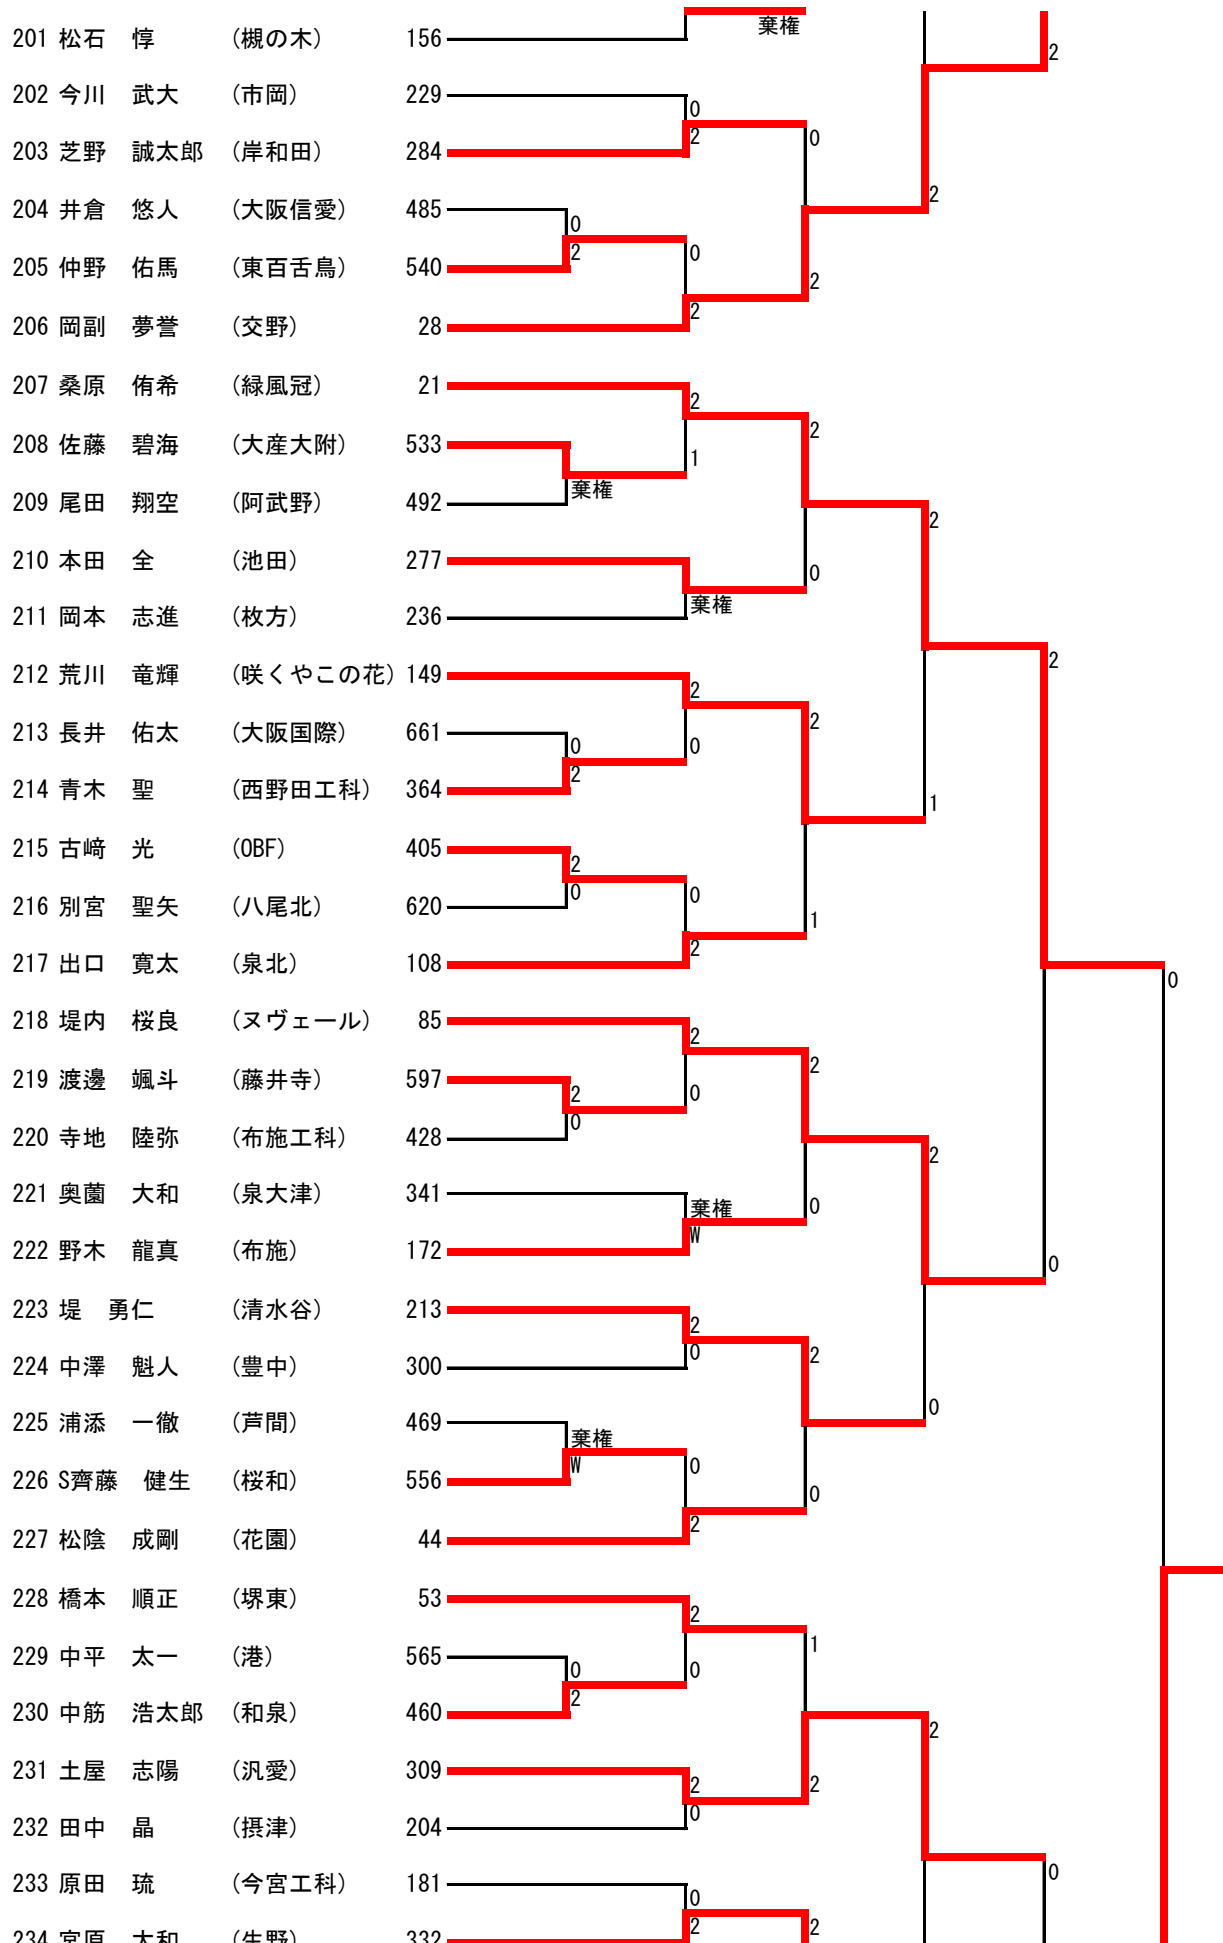 棄権
201 松石 惇 (槻の木) 156
2
202 今川 武大 (市岡) 229
0
2
0
203 芝野 誠太郎 (岸和田) 284
2
204 井倉 悠人 (大阪信愛) 485
0
2
0
205 仲野 佑馬 (東百舌鳥) 540
2
2
206 岡副 夢誉 (交野) 28
207 桑原 侑希 (緑風冠) 21
2
2
208 佐藤 碧海 (大産大附) 533
1
棄権
209 尾田 翔空 (阿武野) 492
2
210 本田 全 (池田) 277
0
棄権
211 岡本 志進 (枚方) 236
2
212 荒川 竜輝 (咲くやこの花) 149
2
2
213 長井 佑太 (大阪国際) 661
0
0
2
214 青木 聖 (西野田工科) 364
1
215 古﨑 光 (OBF) 405
2
0
0
216 別宮 聖矢 (八尾北) 620
1
2
217 出口 寛太 (泉北) 108
0
218 堤内 桜良 (ヌヴェール) 85
2
2
219 渡邊 颯斗 (藤井寺) 597
2
0
0
220 寺地 陸弥 (布施工科) 428
2
221 奥薗 大和 (泉大津) 341
棄権
0
W
222 野木 龍真 (布施) 172
0
223 堤 勇仁 (清水谷) 213
2
0
2
224 中澤 魁人 (豊中) 300
0
225 浦添 一徹 (芦間) 469
棄権
W
0
226 S齊藤 健生 (桜和) 556
0
2
227 松陰 成剛 (花園) 44
228 橋本 順正 (堺東) 53
2
1
229 中平 太一 (港) 565
0
0
2
230 中筋 浩太郎 (和泉) 460
2
231 土屋 志陽 (汎愛) 309
2
2
0
232 田中 晶 (摂津) 204
0
233 原田 琉 (今宮工科) 181
0
2
2
234 宮原 大和 (生野) 332